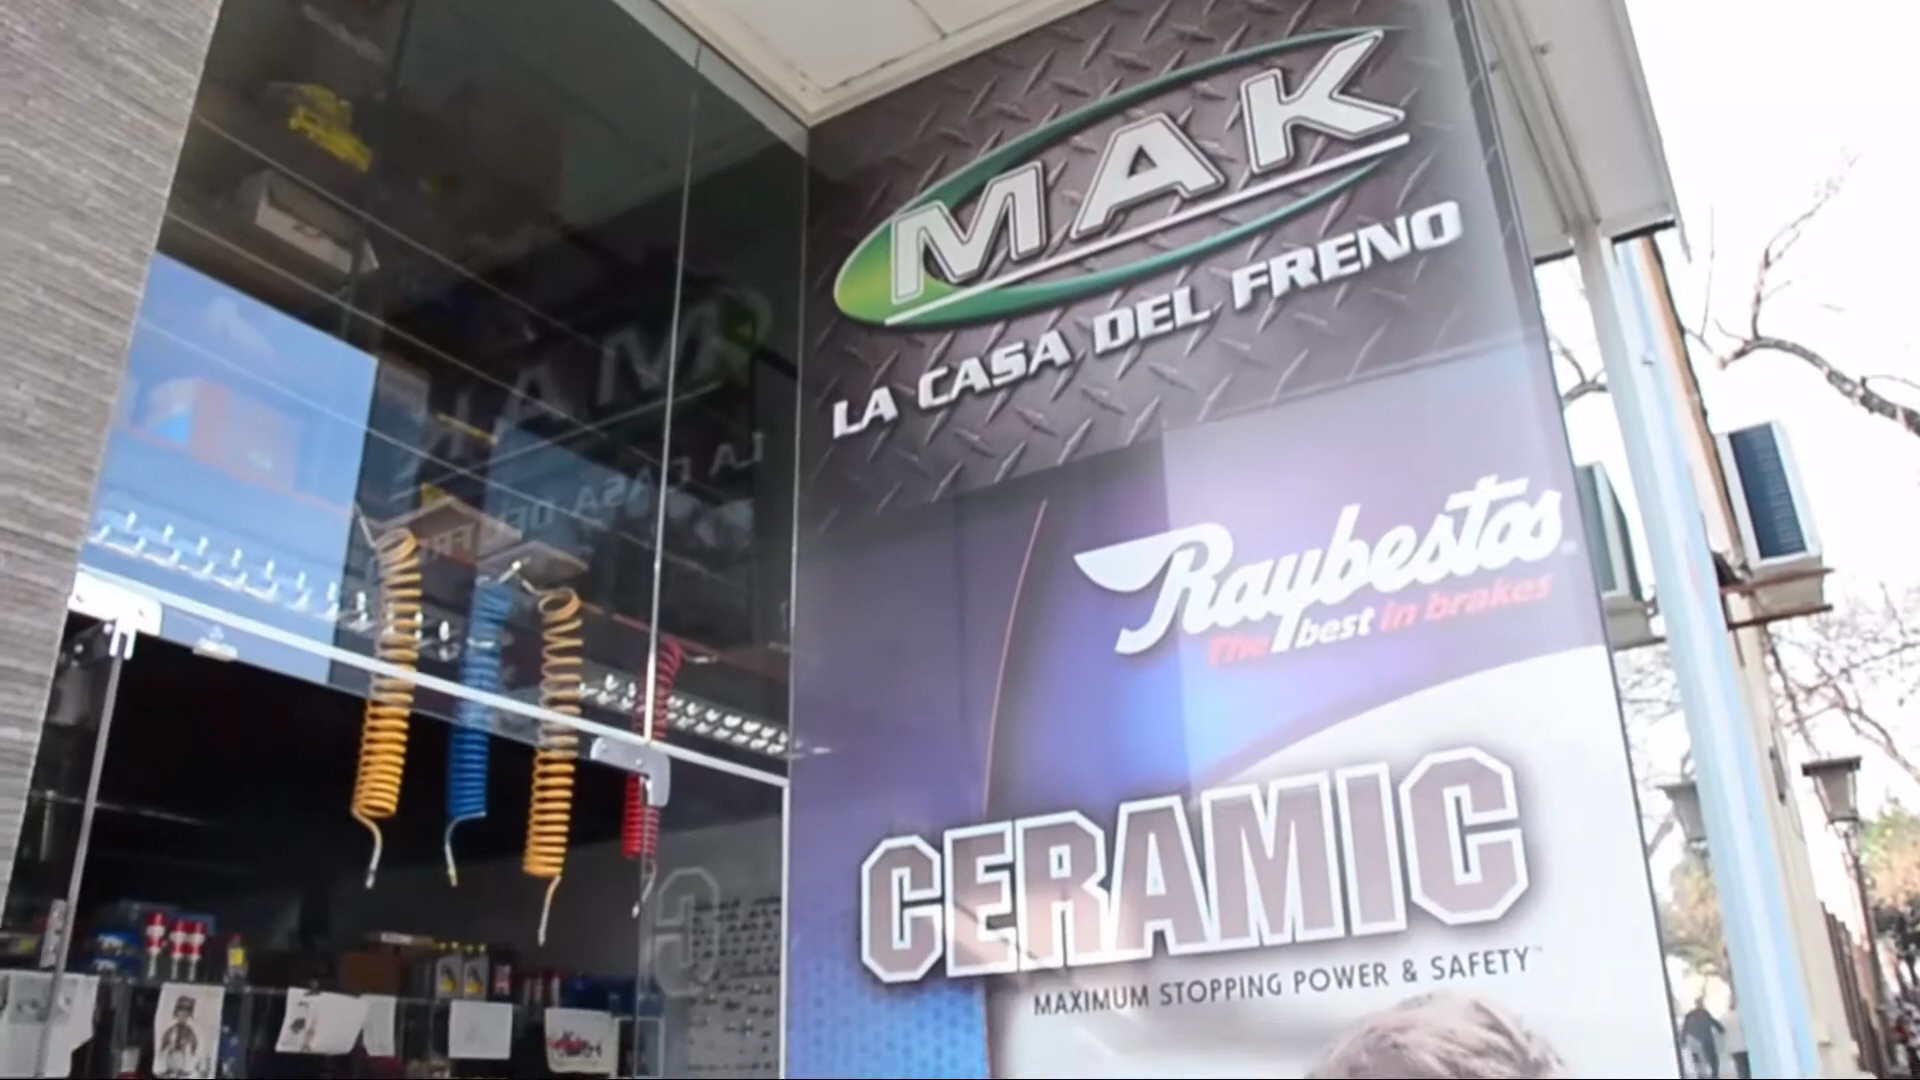 MAK
LA CASA DEL FRENO
Raybestos
The best in brakes
CERAMIC
MAXIMUM STOPPING POWER & SAFETY™